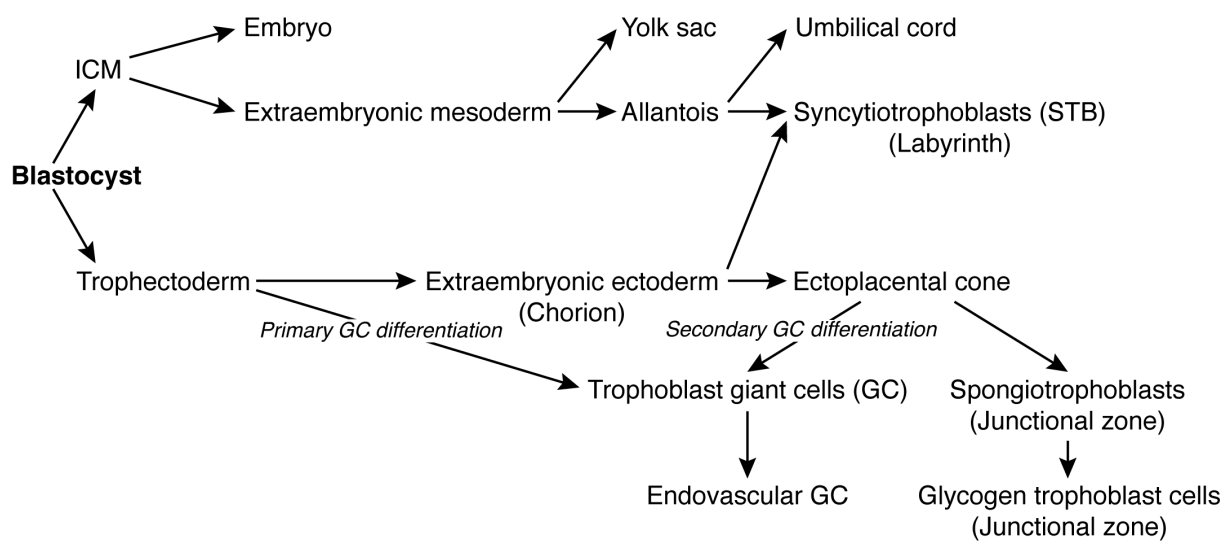 Embryo
Yolk sac
Umbilical cord
ICM
Extraembryonic mesoderm
Allantois
Syncytiotrophoblasts (STB)
(Labyrinth)
Blastocyst
Trophectoderm
Extraembryonic ectoderm
(Chorion)
Ectoplacental cone
Primary GC differentiation
Secondary GC differentiation
Trophoblast giant cells (GC)
Spongiotrophoblasts
(Junctional zone)
Endovascular GC
Glycogen trophoblast cells
(Junctional zone)